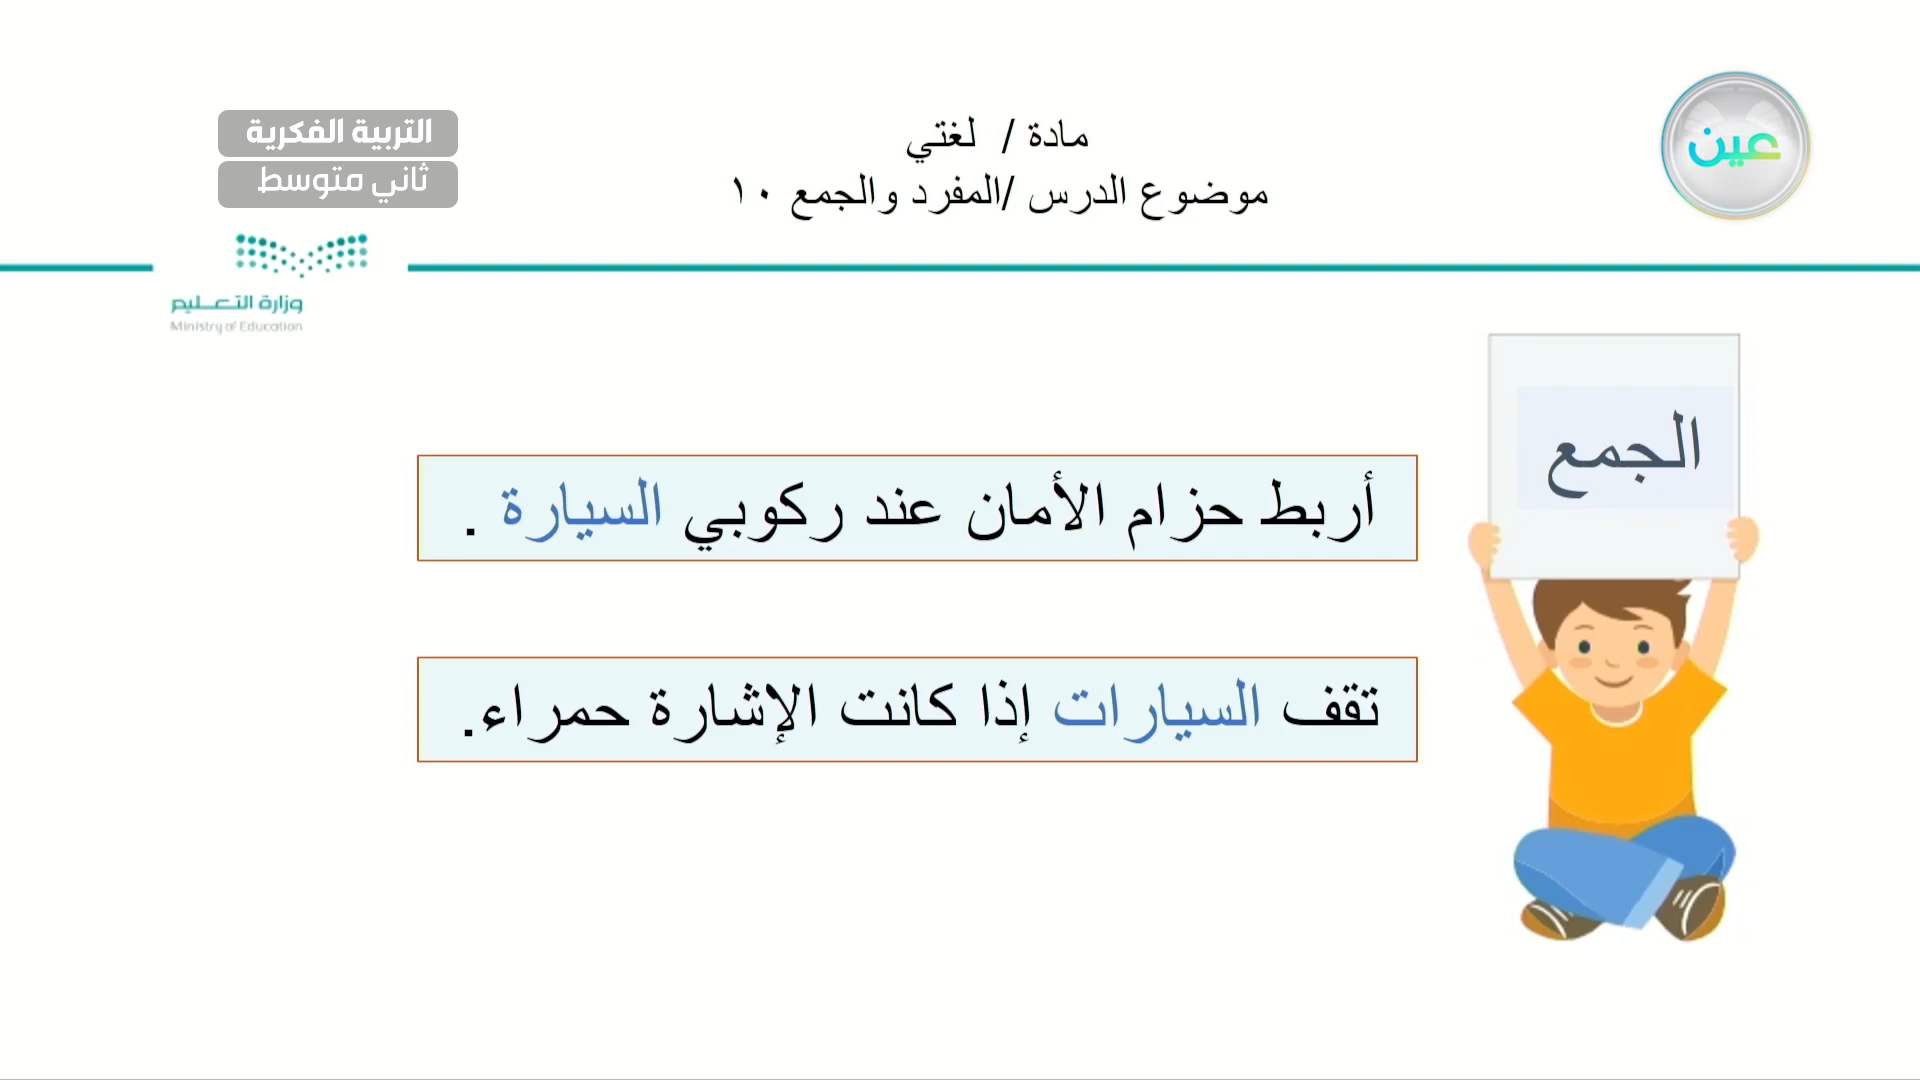 عين
مادة / لغتي
موضوع الدرس /المفرد والجمع ١٠
التربية الفكرية
ثاني متوسط
وزارة التعليم
Ministry of Education
الجمع
أربط حزام الأمان عند ركوبي السيارة .
تقف السيارات إذا كانت الإشارة حمراء.